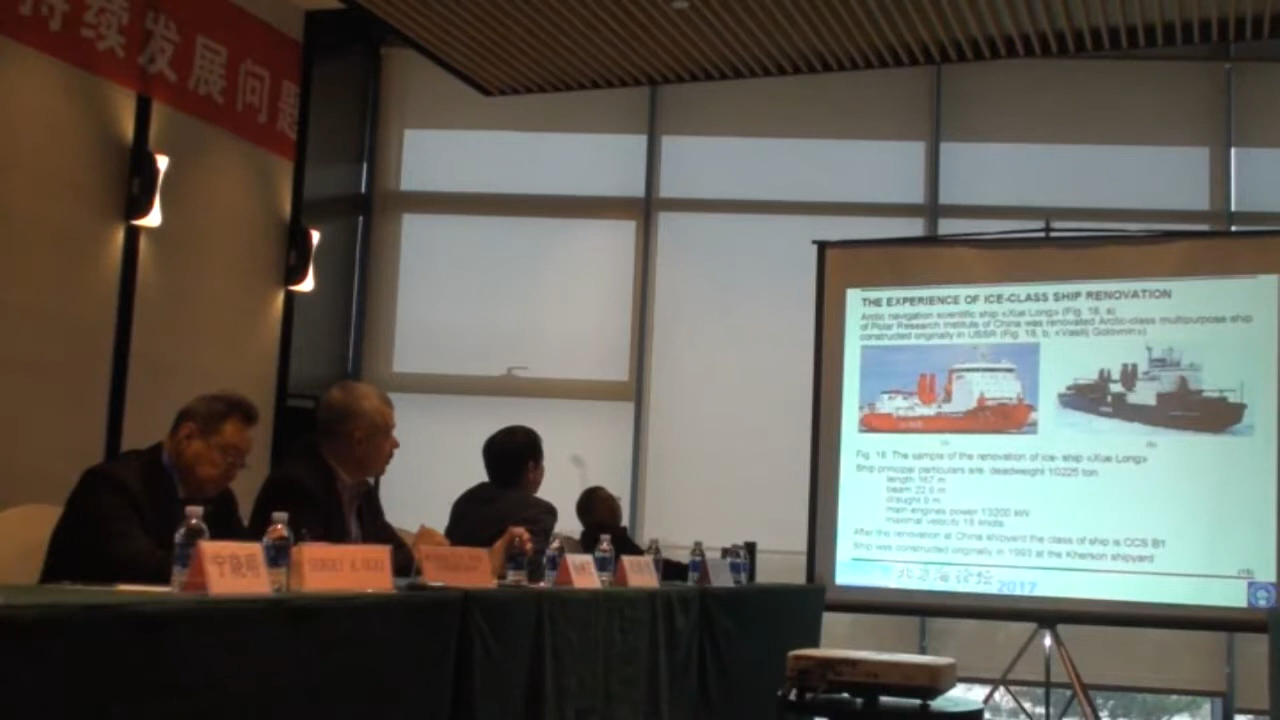 持续发展问题
THE EXPERIENCE OF ICE-CLASS SHIP RENOVATION
Arctic navigation scientific ship «Xue Long» (Fig. 18, a)
of Polar Research Institute of China was renovated Arctic-class multipurpose ship
constructed originally in USSR (Fig. 18, b, «Vasilij Golovnin»)
(a)
(b)
Fig. 18 The sample of the renovation of ice- ship «Xue Long»
Ship principal particulars are: deadweight 10225 ton
length 167 m
beam 22.6 m
draught 9 m
main engines power 13200 kW
maximal velocity 18 knots
After the renovation at China shipyard the class of ship is CCS B1
Ship was constructed originally in 1993 at the Kherson shipyard
2017
宁晓明